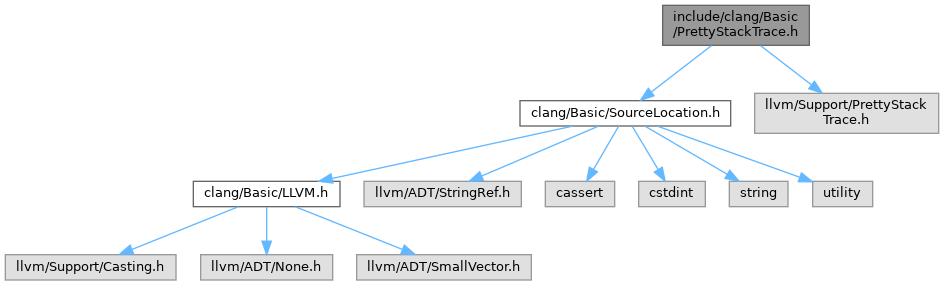 include/clang/Basic
/PrettyStackTrace.h
clang/Basic/SourceLocation.h
llvm/Support/PrettyStack
Trace.h
clang/Basic/LLVM.h
llvm/ADT/StringRef.h
cassert
cstdint
string
utility
llvm/Support/Casting.h
llvm/ADT/None.h
llvm/ADT/SmallVector.h